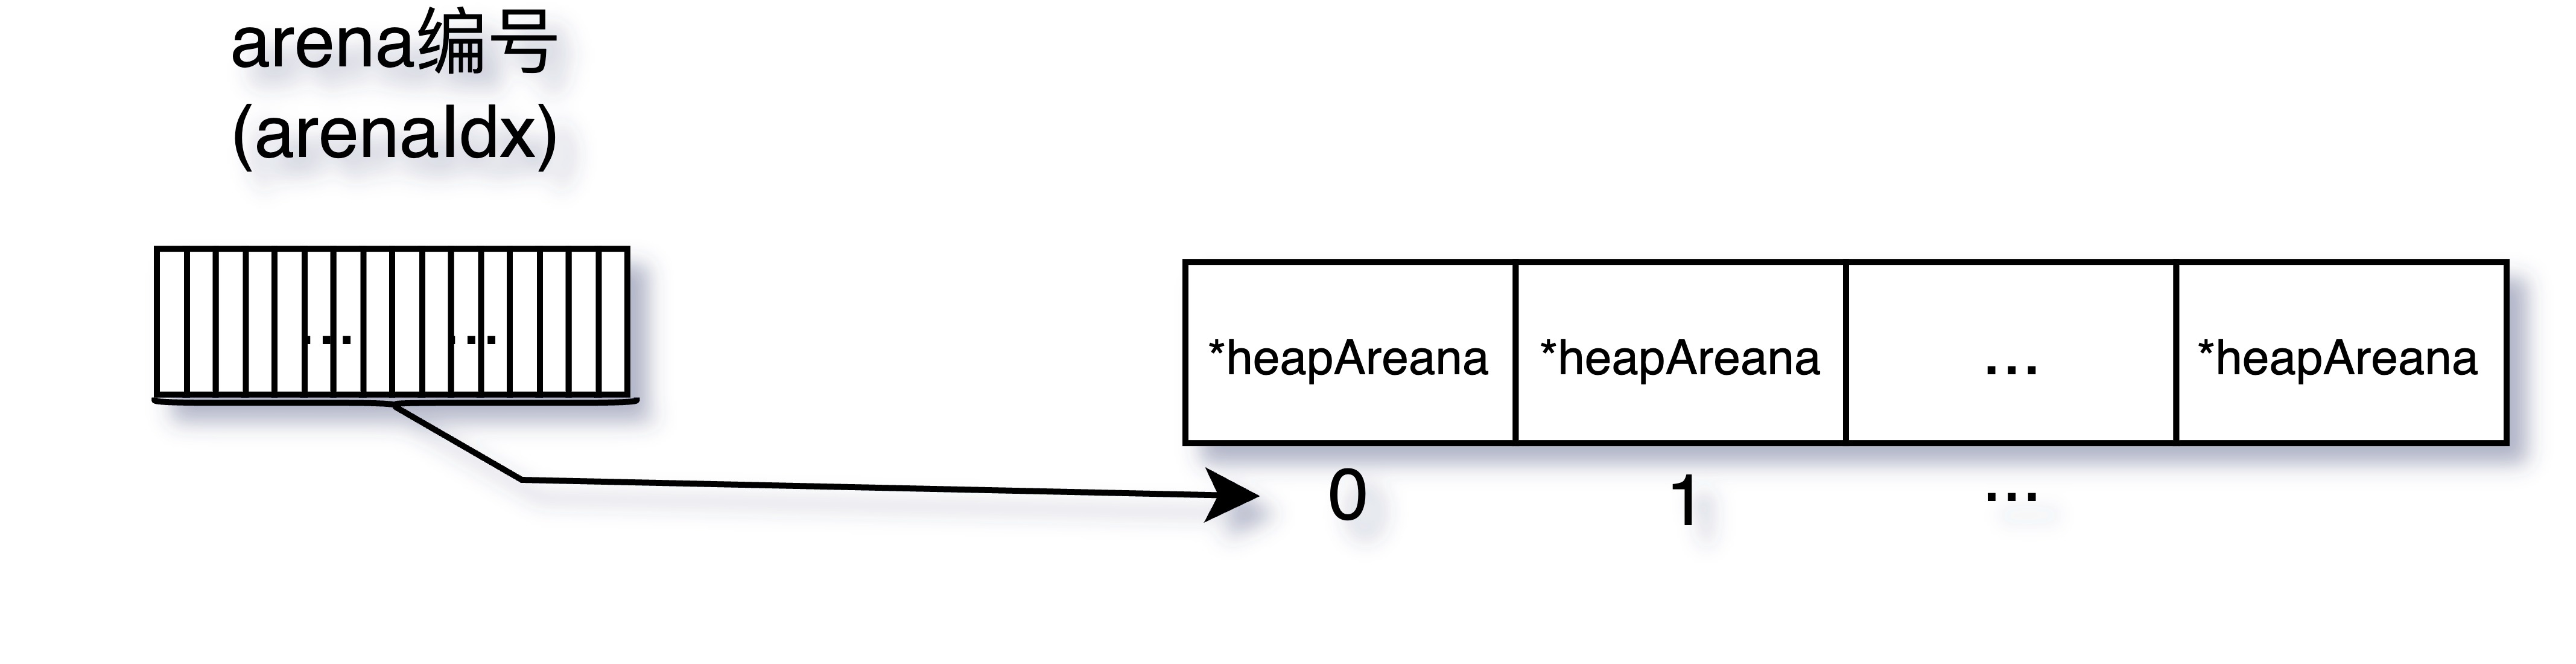 arena编号
(arenaIdx)
... ...
*heapAreana *heapAreana ... *heapAreana
0 1 ...